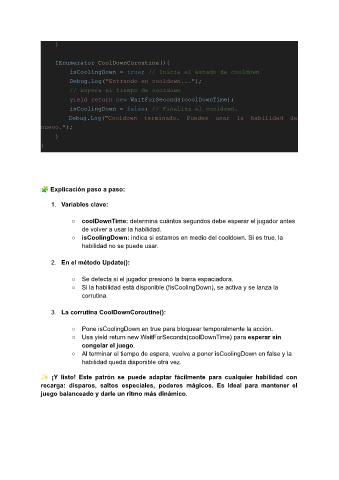 }
IEnumerator CoolDownCoroutine(){
isCoolingDown = true; // Inicia el estado de cooldown
Debug.Log("Entrando en cooldown...");
// Espera el tiempo de cooldown
yield return new WaitForSeconds(coolDownTime);
isCoolingDown = false; // Finaliza el cooldown.
Debug.Log("Cooldown terminado. Puedes usar la habilidad de
nuevo.");
}
}
🧩 Explicación paso a paso:
1. Variables clave:
○ coolDownTime: determina cuántos segundos debe esperar el jugador antes
de volver a usar la habilidad.
○ isCoolingDown: indica si estamos en medio del cooldown. Si es true, la
habilidad no se puede usar.
2. En el método Update():
○ Se detecta si el jugador presionó la barra espaciadora.
○ Si la habilidad está disponible (!isCoolingDown), se activa y se lanza la
corrutina.
3. La corrutina CoolDownCoroutine():
○ Pone isCoolingDown en true para bloquear temporalmente la acción.
○ Usa yield return new WaitForSeconds(coolDownTime) para esperar sin
congelar el juego.
○ Al terminar el tiempo de espera, vuelve a poner isCoolingDown en false y la
habilidad queda disponible otra vez.
✨ ¡Y listo! Este patrón se puede adaptar fácilmente para cualquier habilidad con
recarga: disparos, saltos especiales, poderes mágicos. Es ideal para mantener el
juego balanceado y darle un ritmo más dinámico.